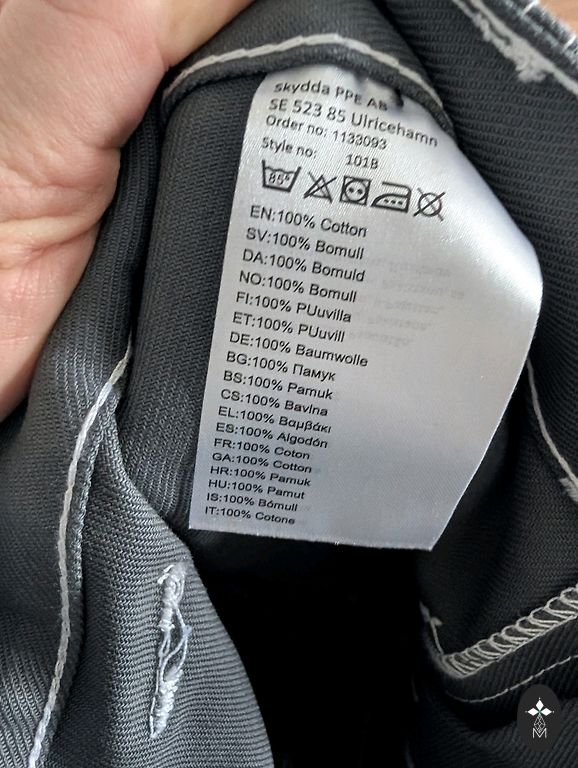 skydda PPE AB
SE 523 85 Ulricehamn
Order no: 1133093
Style no: 101B
85°
EN:100% Cotton
SV:100% Bomull
DA:100% Bomuld
NO:100% Bomull
FI:100% PUuvilla
ET:100% PUuvill
DE:100% Baumwolle
BG:100% Памук
BS:100% Pamuk
CS:100% Bavlna
EL:100% Βαμβάκι
ES:100% Algodón
FR:100% Coton
GA:100% Cotton
HR:100% Pamuk
HU:100% Pamut
IS:100% Bómull
IT:100% Cotone
M